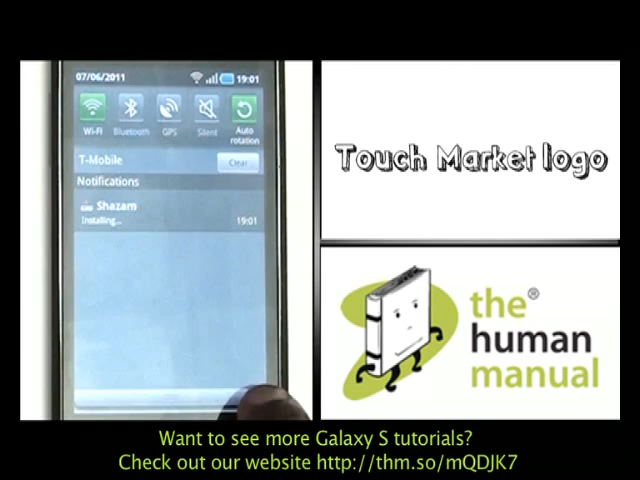 07/06/2011 19:01
Wi-Fi Bluetooth GPS Silent Auto rotation
T-Mobile Clear
Notifications
Shazam
Installing... 19:01
Touch Market logo
the®
human
manual
Want to see more Galaxy S tutorials?
Check out our website http://thm.so/mQDJK7